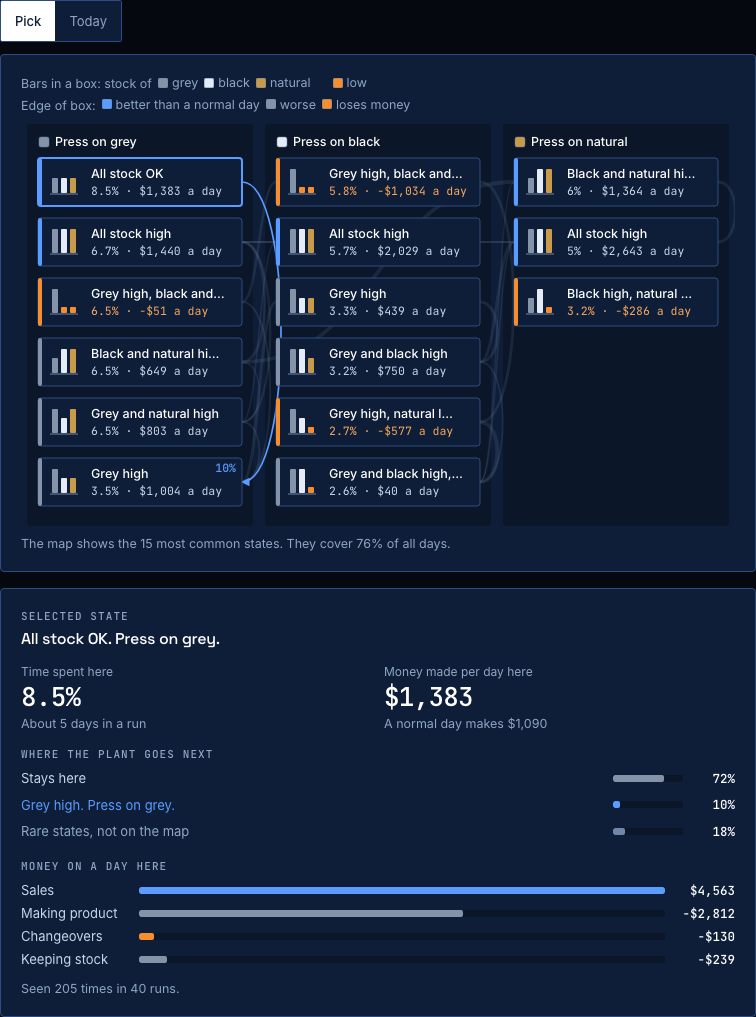 Pick Today
Bars in a box: stock of grey black natural low
Edge of box: better than a normal day worse loses money
Press on grey
All stock OK
8.5% · $1,383 a day
All stock high
6.7% · $1,440 a day
Grey high, black and…
6.5% · -$51 a day
Black and natural hi…
6.5% · $649 a day
Grey and natural high
6.5% · $803 a day
10%
Grey high
3.5% · $1,004 a day
Press on black
Grey high, black and…
5.8% · -$1,034 a day
All stock high
5.7% · $2,029 a day
Grey high
3.3% · $439 a day
Grey and black high
3.2% · $750 a day
Grey high, natural l…
2.7% · -$577 a day
Grey and black high,…
2.6% · $40 a day
Press on natural
Black and natural hi…
6% · $1,364 a day
All stock high
5% · $2,643 a day
Black high, natural …
3.2% · -$286 a day
The map shows the 15 most common states. They cover 76% of all days.
SELECTED STATE
All stock OK. Press on grey.
Time spent here
8.5%
About 5 days in a run
Money made per day here
$1,383
A normal day makes $1,090
WHERE THE PLANT GOES NEXT
Stays here 72%
Grey high. Press on grey. 10%
Rare states, not on the map 18%
MONEY ON A DAY HERE
Sales $4,563
Making product -$2,812
Changeovers -$130
Keeping stock -$239
Seen 205 times in 40 runs.